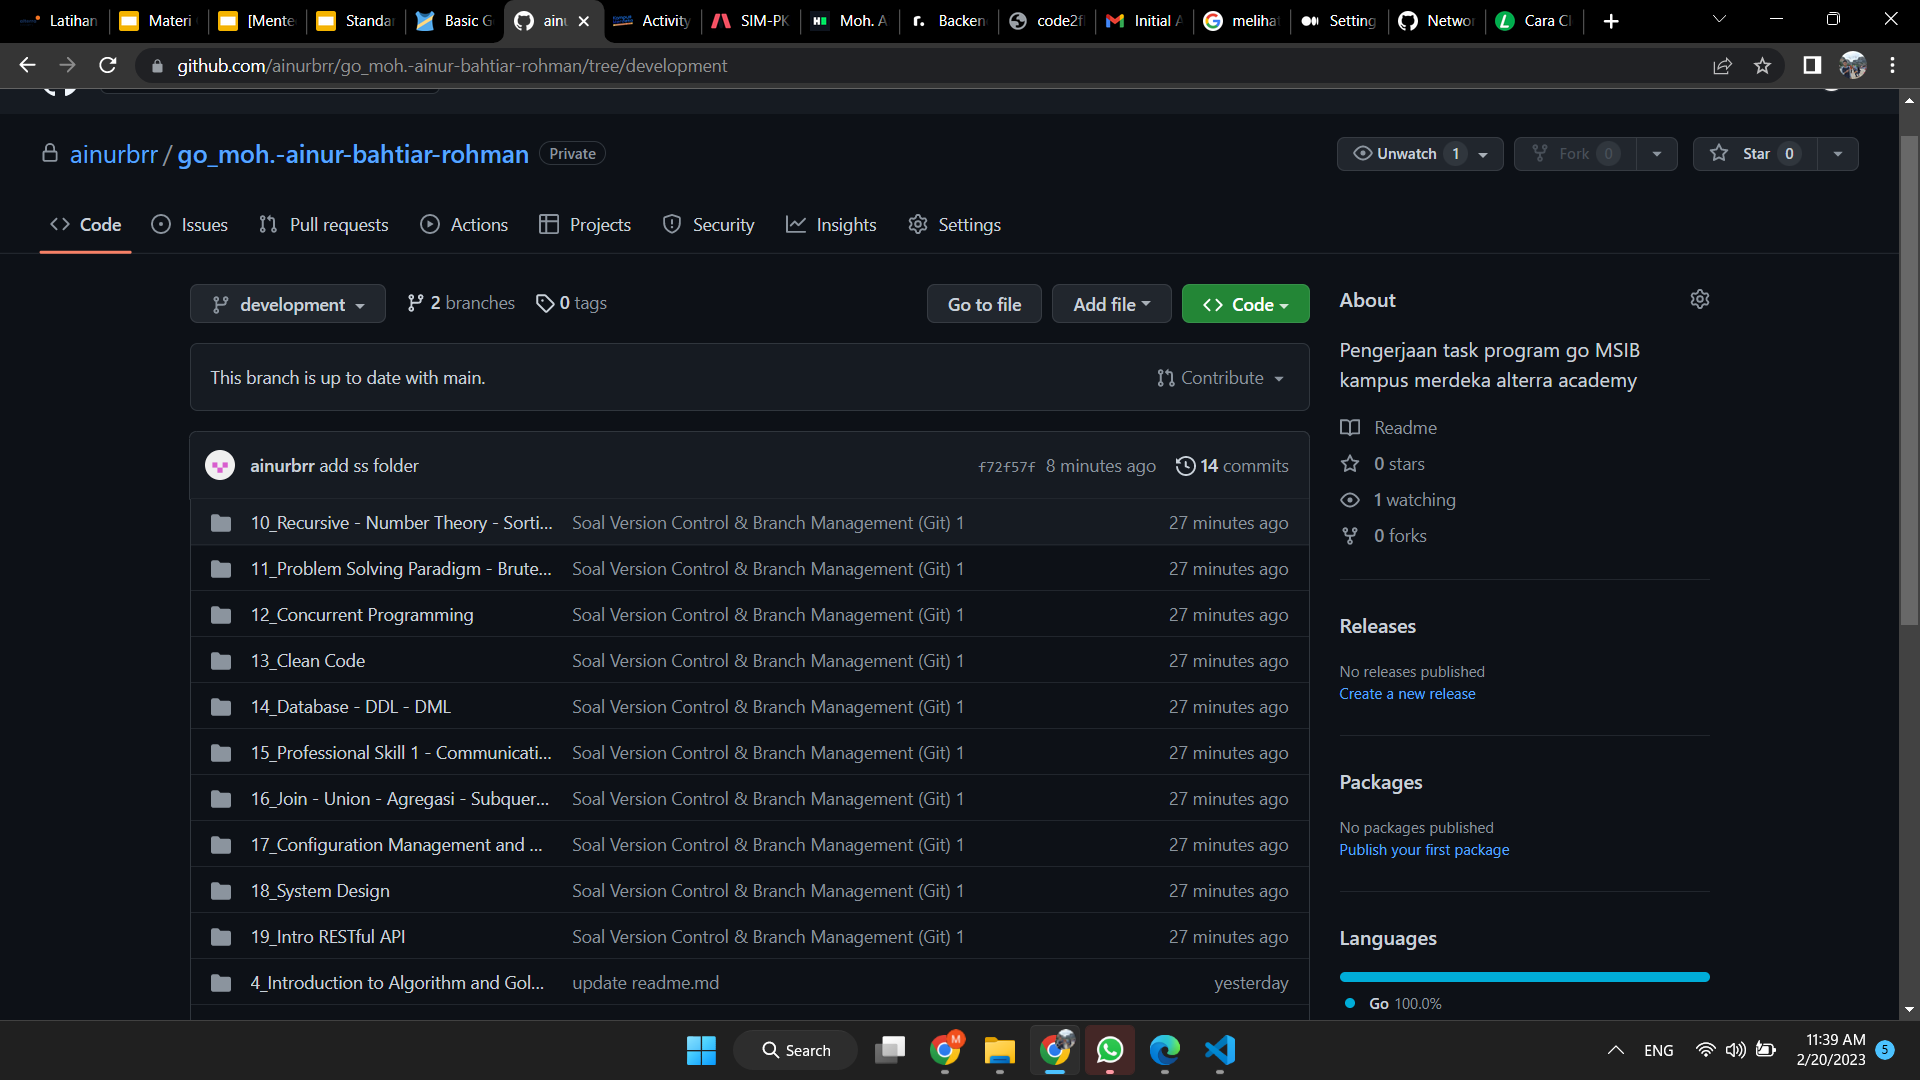 Latihan
Materi
[Mente
Standar
Basic G
ainu
Activity
SIM-PK
Moh. A
Backen
code2fl
Initial A
meliha
Setting
Networ
Cara Cl
github.com/ainurbrr/go_moh.-ainur-bahtiar-rohman/tree/development
ainurbrr / go_moh.-ainur-bahtiar-rohman Private
Unwatch 1
Fork 0
Star 0
Code Issues Pull requests Actions Projects Security Insights Settings
development 2 branches 0 tags
Go to file Add file Code
This branch is up to date with main. Contribute
ainurbrr add ss folder f72f57f 8 minutes ago 14 commits
10_Recursive - Number Theory - Sorti... Soal Version Control & Branch Management (Git) 1 27 minutes ago
11_Problem Solving Paradigm - Brute... Soal Version Control & Branch Management (Git) 1 27 minutes ago
12_Concurrent Programming Soal Version Control & Branch Management (Git) 1 27 minutes ago
13_Clean Code Soal Version Control & Branch Management (Git) 1 27 minutes ago
14_Database - DDL - DML Soal Version Control & Branch Management (Git) 1 27 minutes ago
15_Professional Skill 1 - Communicati... Soal Version Control & Branch Management (Git) 1 27 minutes ago
16_Join - Union - Agregasi - Subquer... Soal Version Control & Branch Management (Git) 1 27 minutes ago
17_Configuration Management and ... Soal Version Control & Branch Management (Git) 1 27 minutes ago
18_System Design Soal Version Control & Branch Management (Git) 1 27 minutes ago
19_Intro RESTful API Soal Version Control & Branch Management (Git) 1 27 minutes ago
4_Introduction to Algorithm and Gol... update readme.md yesterday
About
Pengerjaan task program go MSIB
kampus merdeka alterra academy
Readme
0 stars
1 watching
0 forks
Releases
No releases published
Create a new release
Packages
No packages published
Publish your first package
Languages
Go 100.0%
Search
ENG
11:39 AM
2/20/2023
5